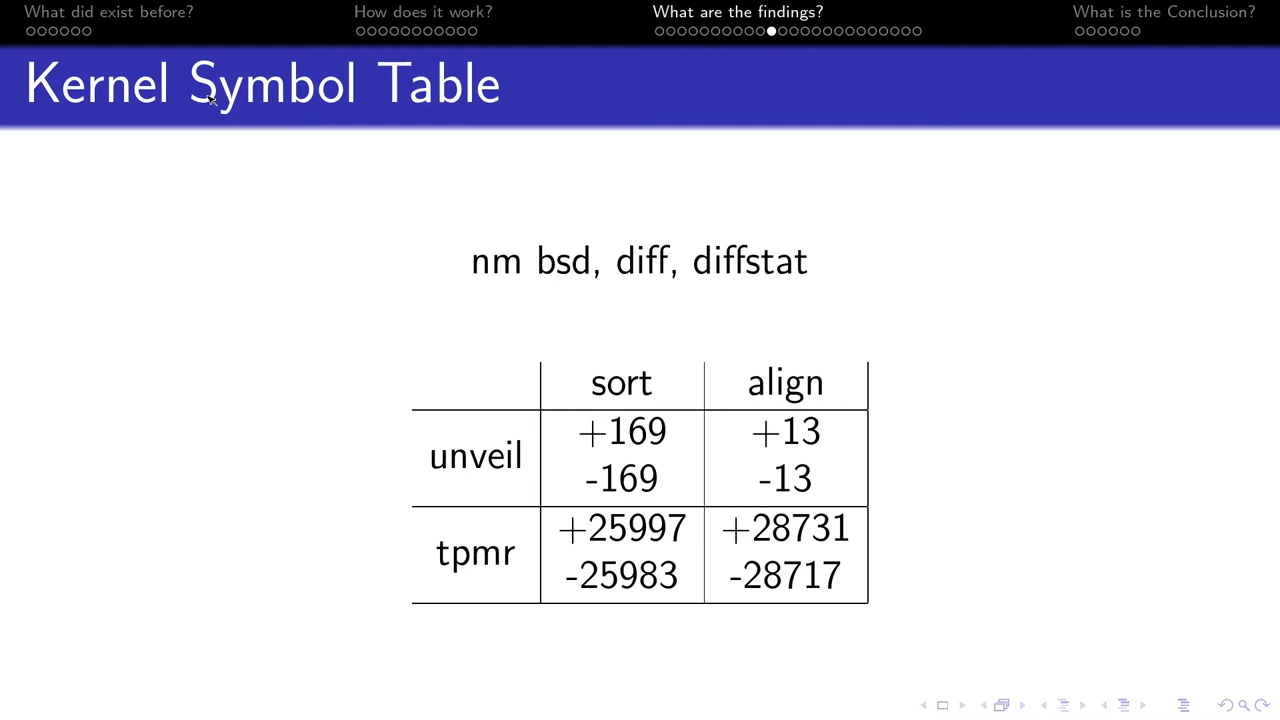 What did exist before? How does it work? What are the findings? What is the Conclusion?
Kernel Symbol Table
nm bsd, diff, diffstat
sort align
unveil +169 +13
-169 -13
tpmr +25997 +28731
-25983 -28717